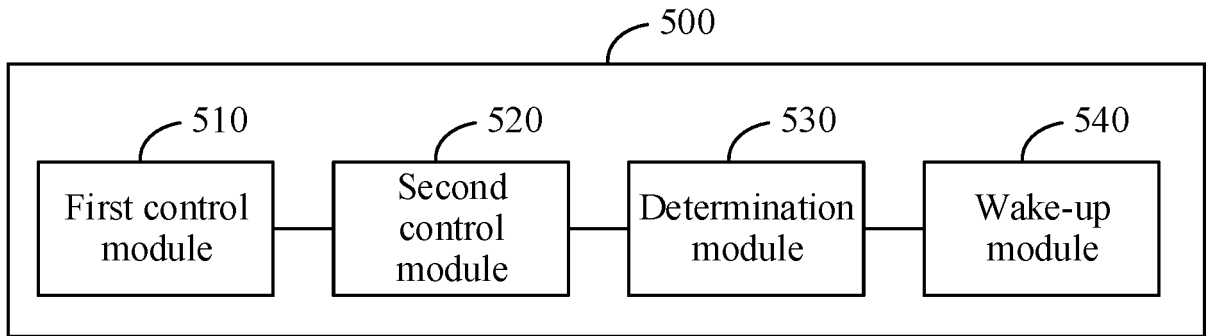 500
510
520
530
540
First control
module
Second
control
module
Determination
module
Wake-up
module